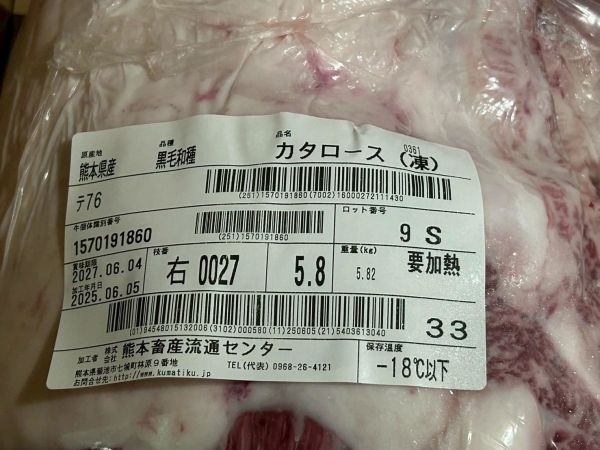 原産地 熊本県産 品種 黒毛和種 品名 カタロース(凍) 0361
テ76
(251)1570191860(7002)16000272111430
牛個体識別番号 1570191860
(251)1570191860
ロット番号 9 S
賞味期限 2027.06.04
加工年月日 2025.06.05
枝番 右 0027
5.8
重量(kg) 5.82
要加熱
(01)94548015132006(3102)000580(11)250605(21)5403613040
33
加工者 株式会社 熊本畜産流通センター
熊本県菊池市七城町林原9番地 TEL(代表) 0968-26-4121
お問合せ先:http://www.kumatiku.jp
保存温度 -18℃以下